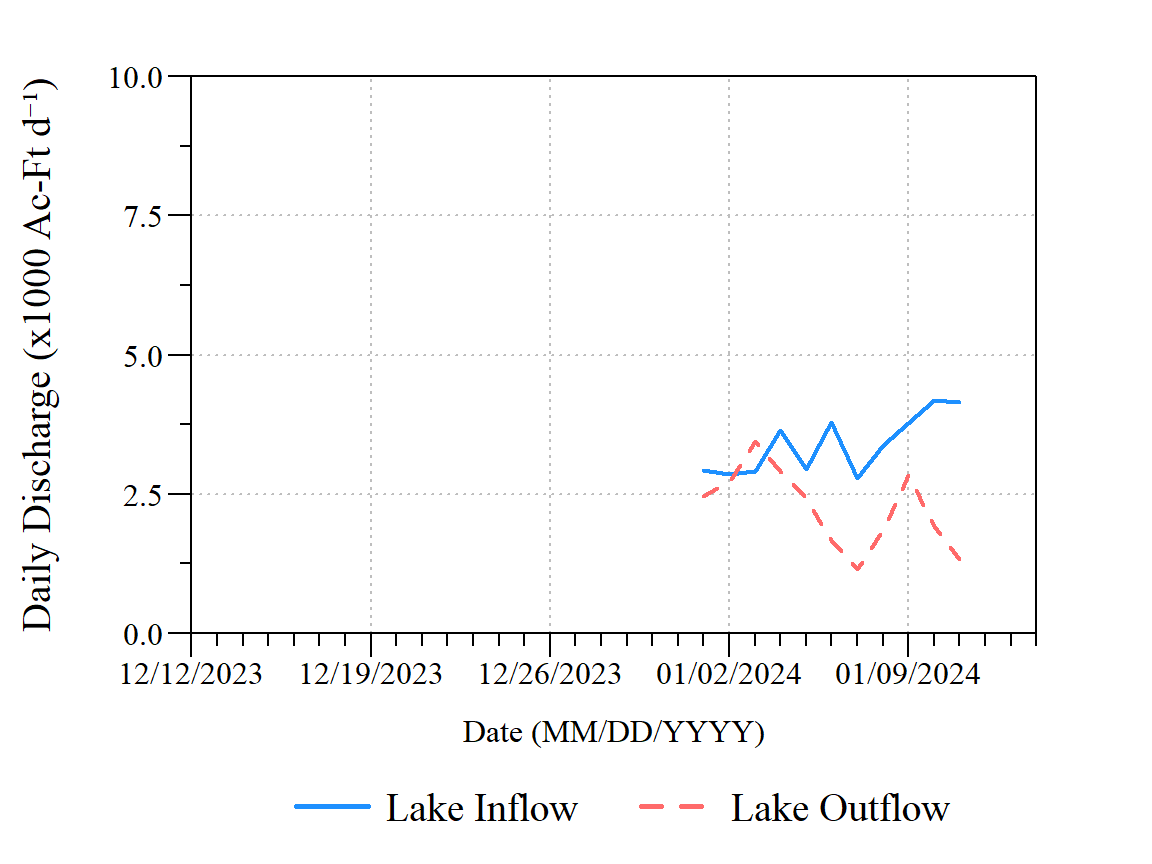 Daily Discharge (x1000 Ac-Ft d⁻¹)
10.0
7.5
5.0
2.5
0.0
12/12/2023 12/19/2023 12/26/2023 01/02/2024 01/09/2024
Date (MM/DD/YYYY)
Lake Inflow Lake Outflow